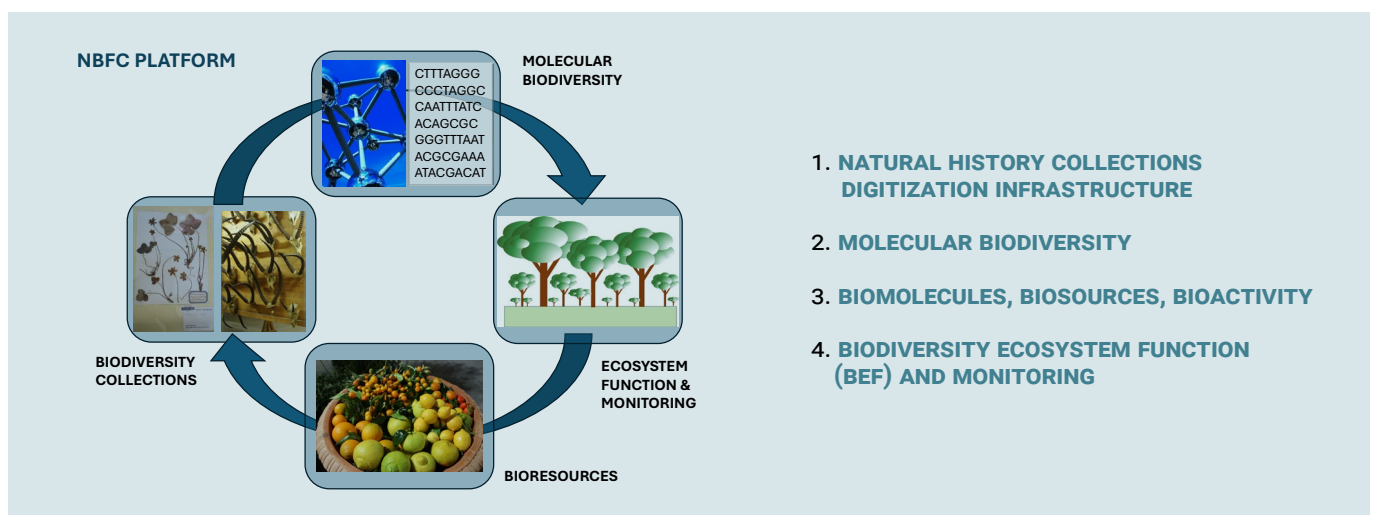 NBFC PLATFORM
MOLECULAR
BIODIVERSITY
CTTTAGGG
CCCTAGGC
CAATTTATC
ACAGCGC
GGGTTTAAT
ACGCGAAA
ATACGACAT
BIODIVERSITY
COLLECTIONS
ECOSYSTEM
FUNCTION &
MONITORING
BIORESOURCES
1. NATURAL HISTORY COLLECTIONS
DIGITIZATION INFRASTRUCTURE
2. MOLECULAR BIODIVERSITY
3. BIOMOLECULES, BIOSOURCES, BIOACTIVITY
4. BIODIVERSITY ECOSYSTEM FUNCTION
(BEF) AND MONITORING